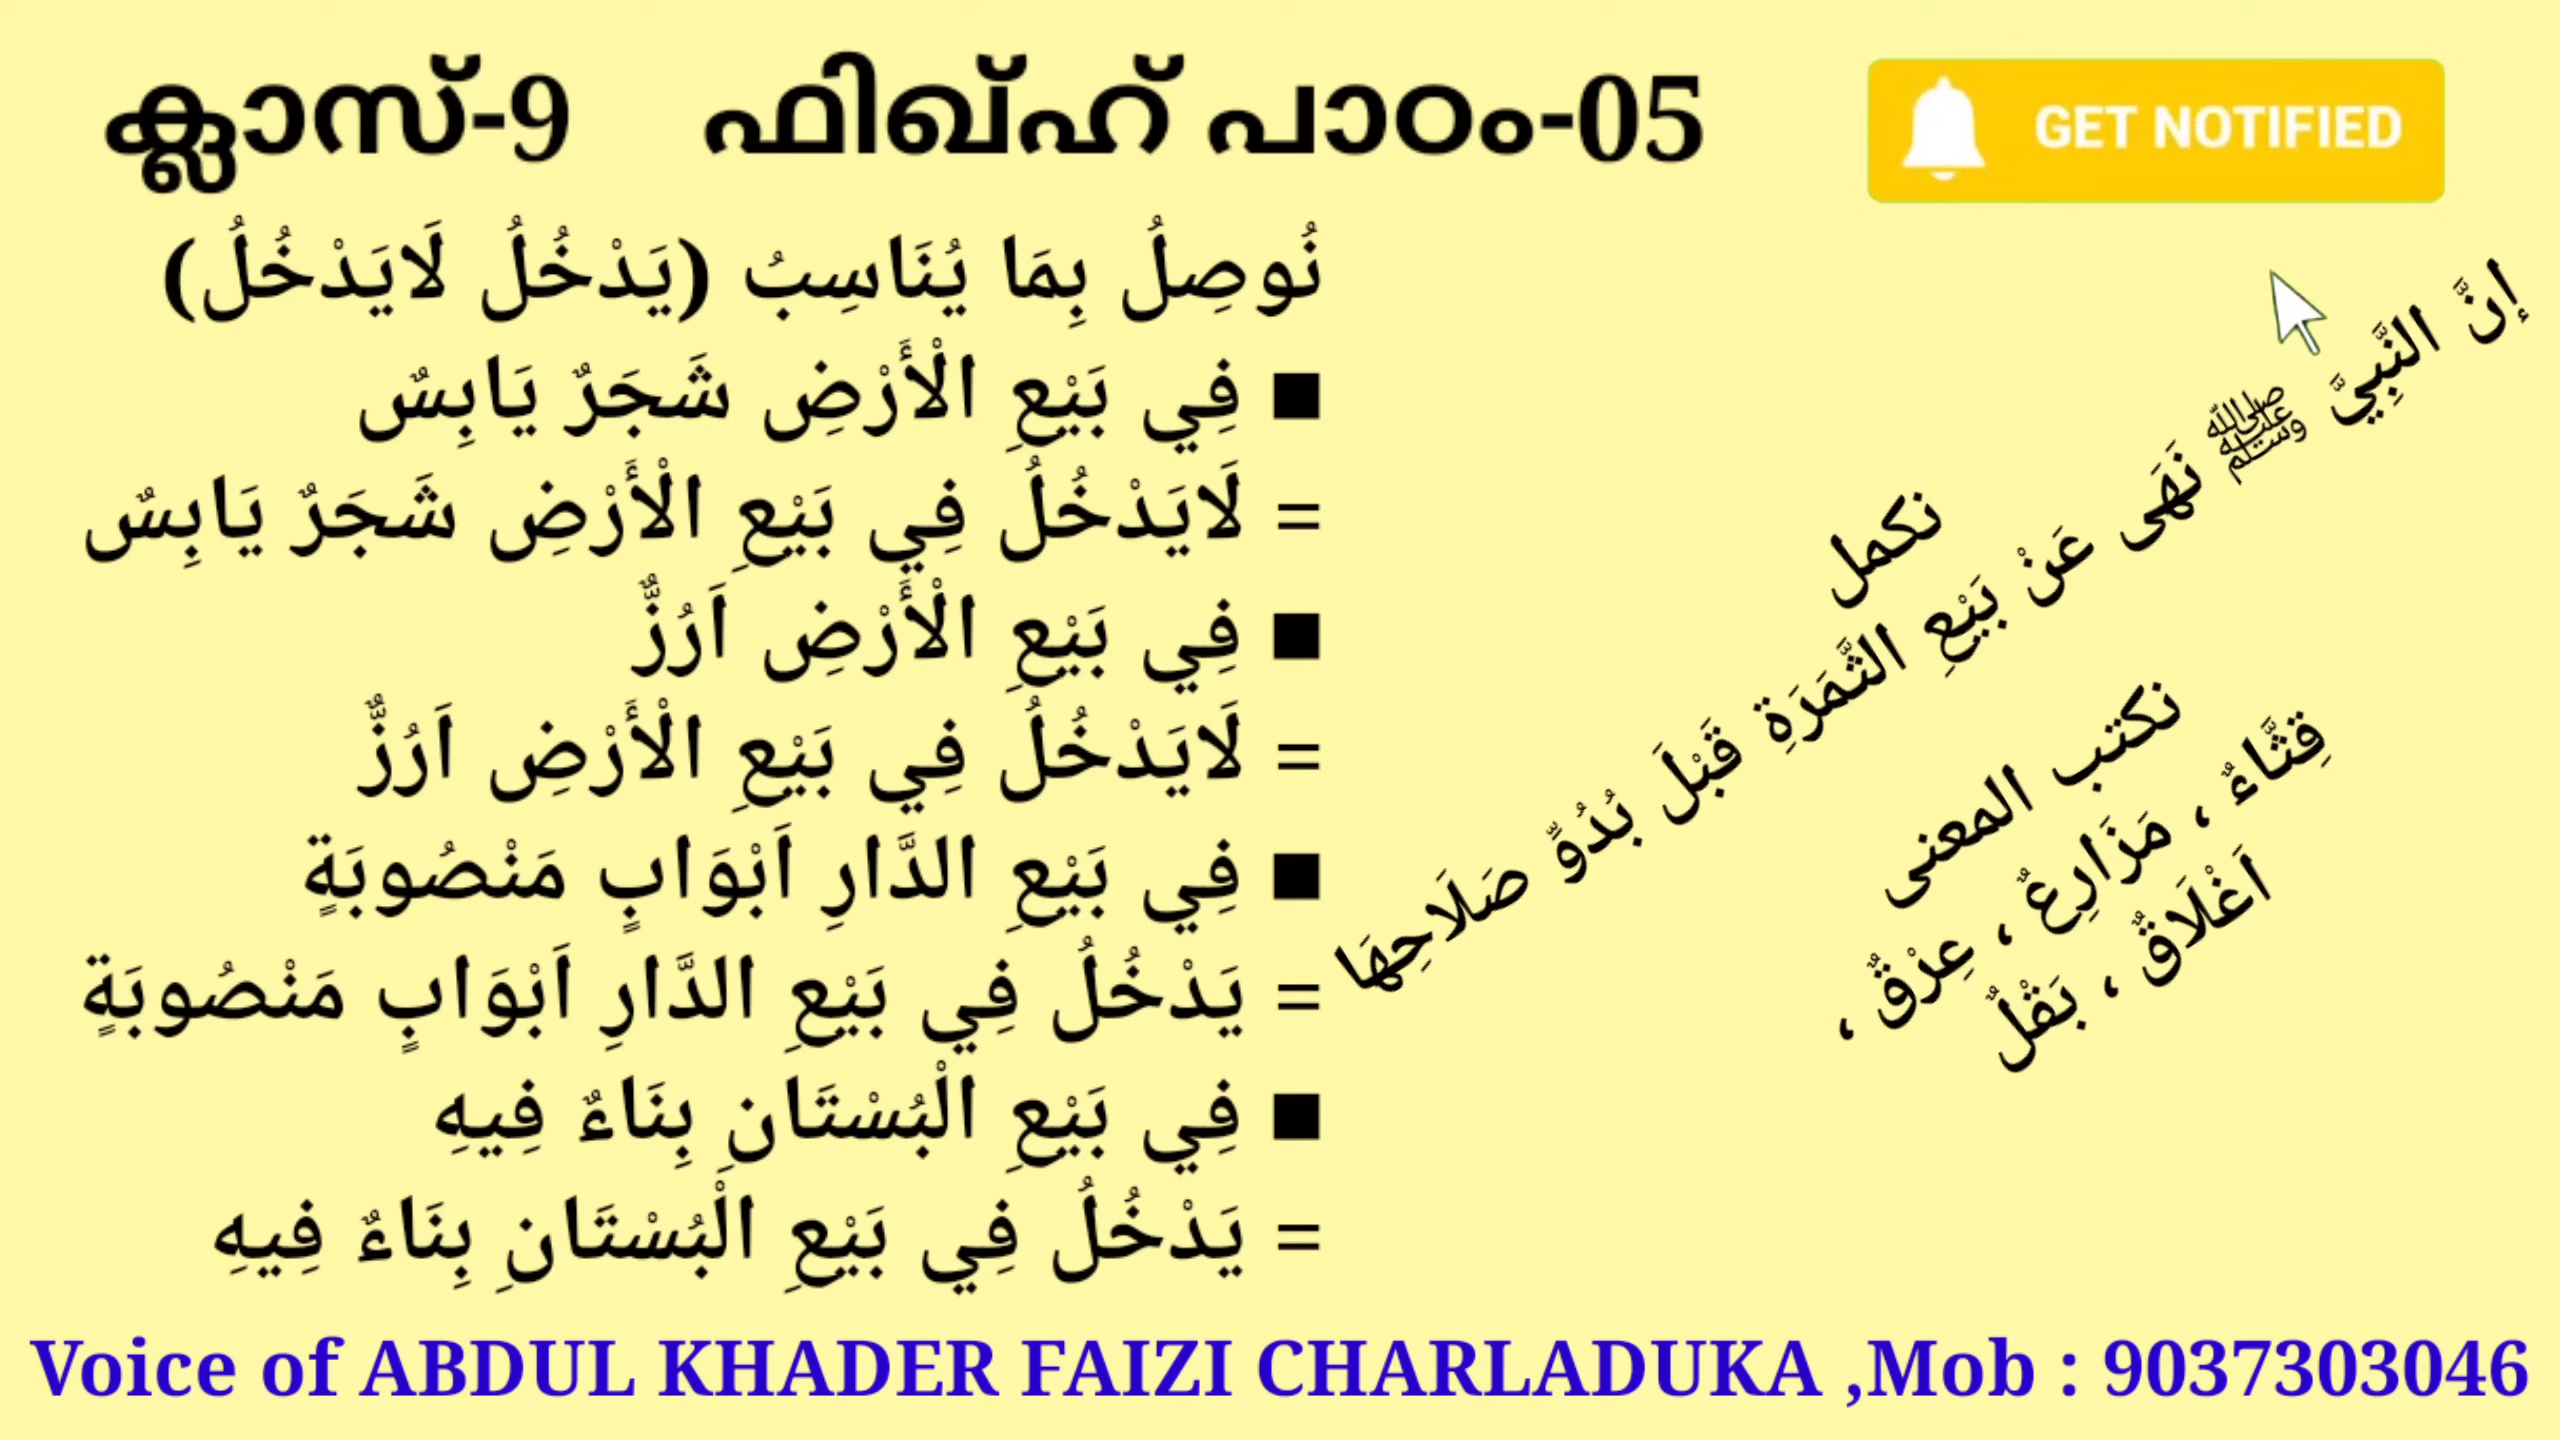 ക്ലാസ്-9 ഫിഖ്ഹ് പാഠം-05
GET NOTIFIED
نُوصِلُ بِمَا يُنَاسِبُ (يَدْخُلُ لَايَدْخُلُ)
■ فِي بَيْعِ الْأَرْضِ شَجَرٌ يَابِسٌ
= لَايَدْخُلُ فِي بَيْعِ الْأَرْضِ شَجَرٌ يَابِسٌ
■ فِي بَيْعِ الْأَرْضِ اَرُزٌّ
= لَايَدْخُلُ فِي بَيْعِ الْأَرْضِ اَرُزٌّ
■ فِي بَيْعِ الدَّارِ اَبْوَابٍ مَنْصُوبَةٍ
= يَدْخُلُ فِي بَيْعِ الدَّارِ اَبْوَابٍ مَنْصُوبَةٍ
■ فِي بَيْعِ الْبُسْتَانِ بِنَاءٌ فِيهِ
= يَدْخُلُ فِي بَيْعِ الْبُسْتَانِ بِنَاءٌ فِيهِ
نكمل
إنَّ النَّبِيَّ ﷺ نَهَى عَنْ بَيْعِ الثَّمَرَةِ قَبْلَ بُدُوِّ صَلَاحِهَا
نكتب المعنى
قِثَّاءٌ ، مَزَارِعٌ ، عِرْقٌ ،
اَغْلَاقٌ ، بَقْلٌ
Voice of ABDUL KHADER FAIZI CHARLADUKA ,Mob : 9037303046